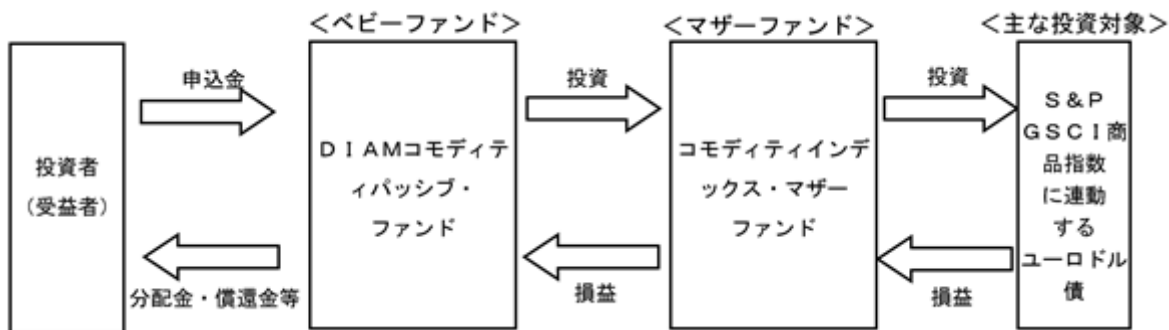 ＜ベビーファンド＞
＜マザーファンド＞
＜主な投資対象＞
申込金
投資
投資
投資者
（受益者）
ＤＩＡＭコモディテ
ィパッシブ・
ファンド
コモディティインデ
ックス・マザー
ファンド
Ｓ＆Ｐ
ＧＳＣＩ商
品指数
に連動
する
ユーロドル
債
分配金・償還金等
損益
損益